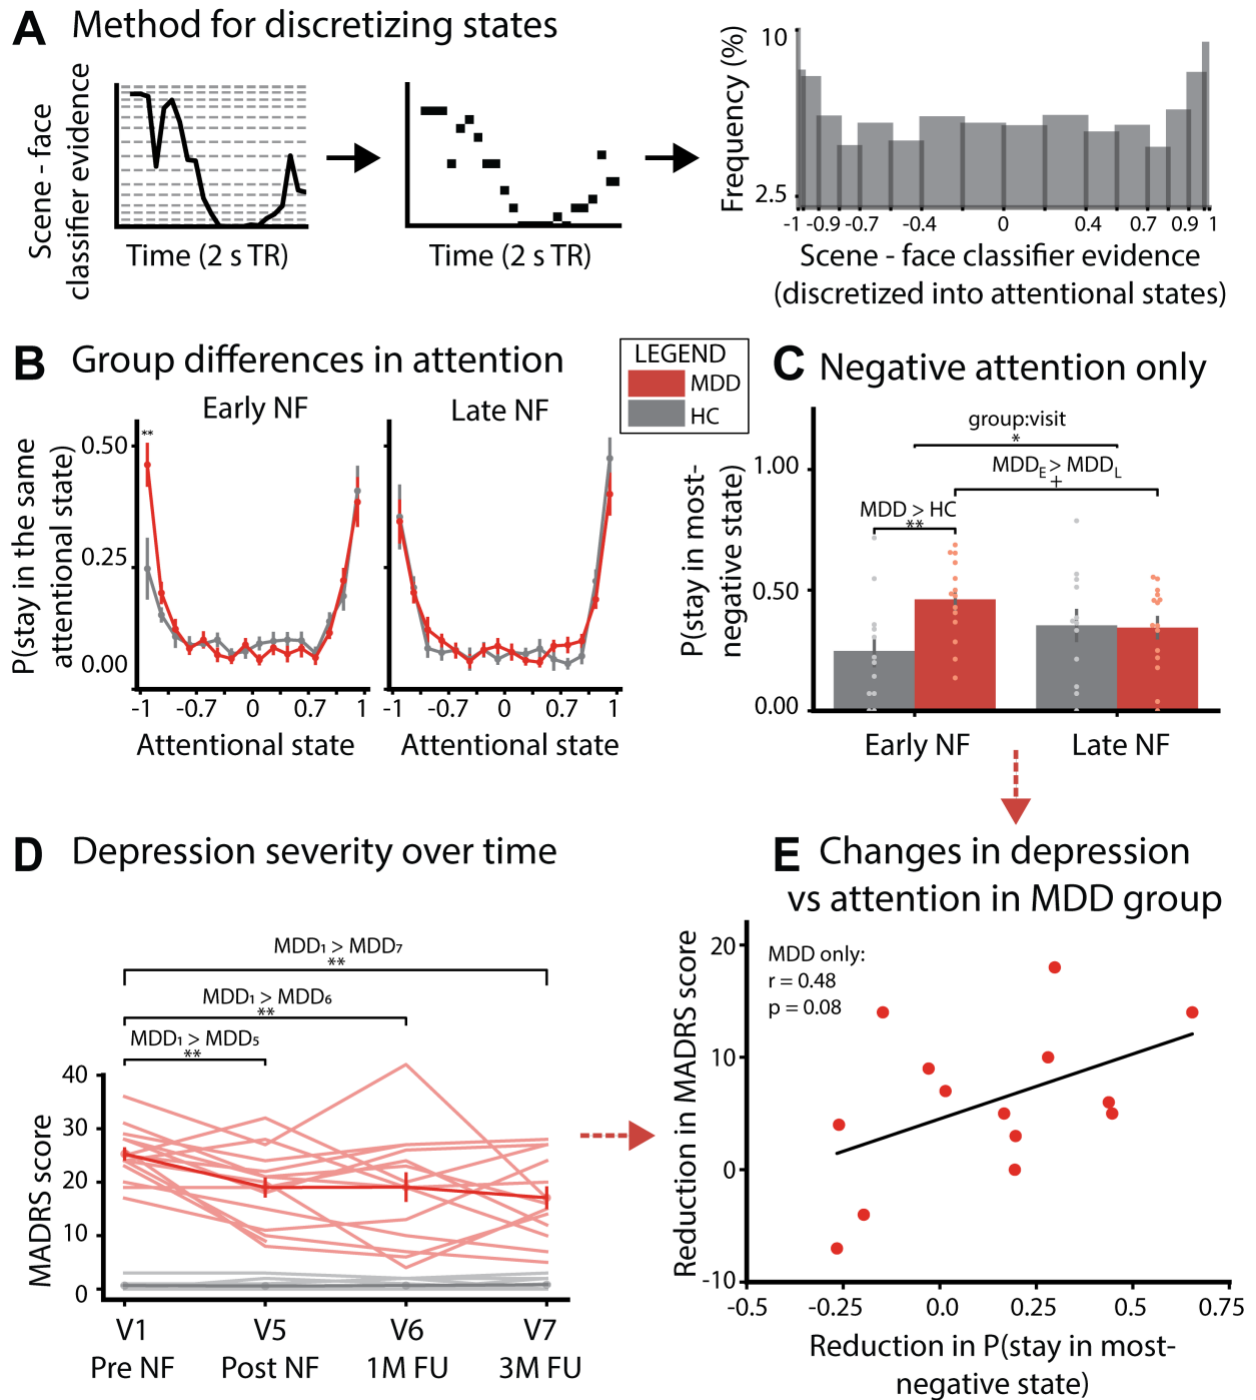 A Method for discretizing states
Scene - face
classifier evidence
Time (2 s TR)
Time (2 s TR)
Frequency (%)
10
2.5
-1 -0.9 -0.7 -0.4 0 0.4 0.7 0.9 1
Scene - face classifier evidence
(discretized into attentional states)
B Group differences in attention
LEGEND
MDD
HC
Early NF
Late NF
P(stay in the same
attentional state)
0.50
0.25
0.00
**
-1 -0.7 0 0.7 1
-1 -0.7 0 0.7 1
Attentional state
Attentional state
C Negative attention only
P(stay in most-
negative state)
1.00
0.50
0.00
group:visit
*
MDDE > MDDL
+
MDD > HC
**
Early NF
Late NF
D Depression severity over time
MDD1 > MDD7
**
MDD1 > MDD6
**
MDD1 > MDD5
**
MADRS score
40
30
20
10
0
V1 V5 V6 V7
Pre NF Post NF 1M FU 3M FU
E Changes in depression
vs attention in MDD group
Reduction in MADRS score
MDD only:
r = 0.48
p = 0.08
20
10
0
-10
-0.5 -0.25 0.0 0.25 0.5 0.75
Reduction in P(stay in most-
negative state)